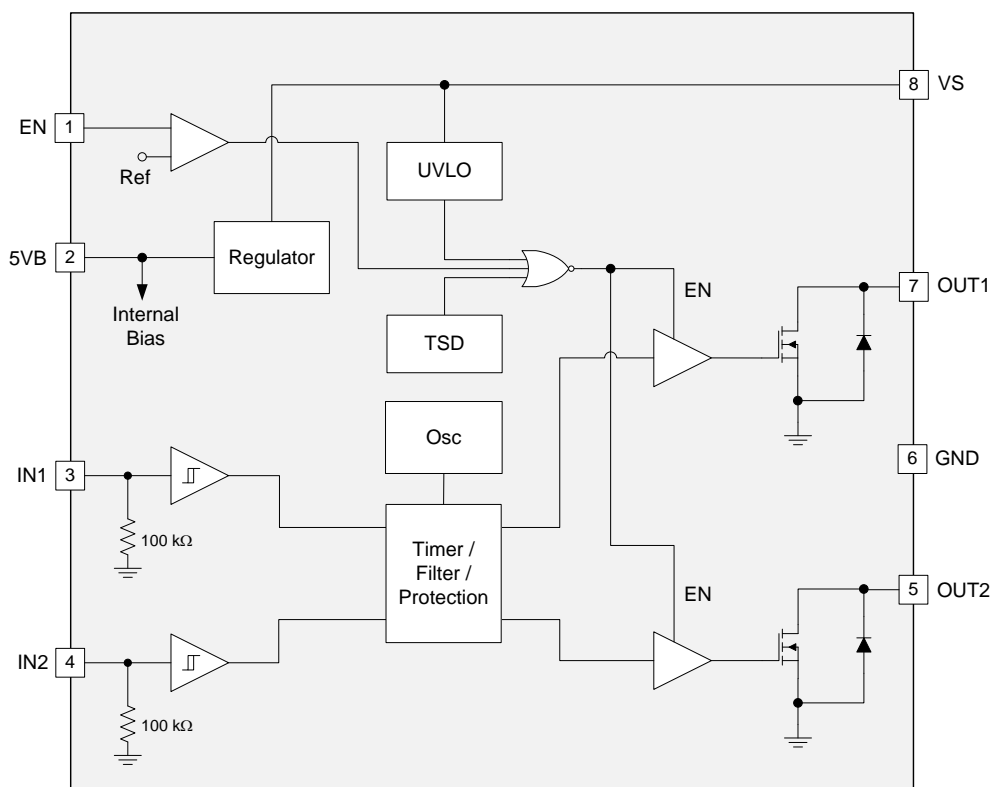 8 VS
EN 1
Ref
UVLO
5VB 2
Regulator
EN
7 OUT1
Internal
Bias
TSD
Osc
IN1 3
6 GND
100 kΩ
Timer /
Filter /
Protection
EN
5 OUT2
IN2 4
100 kΩ